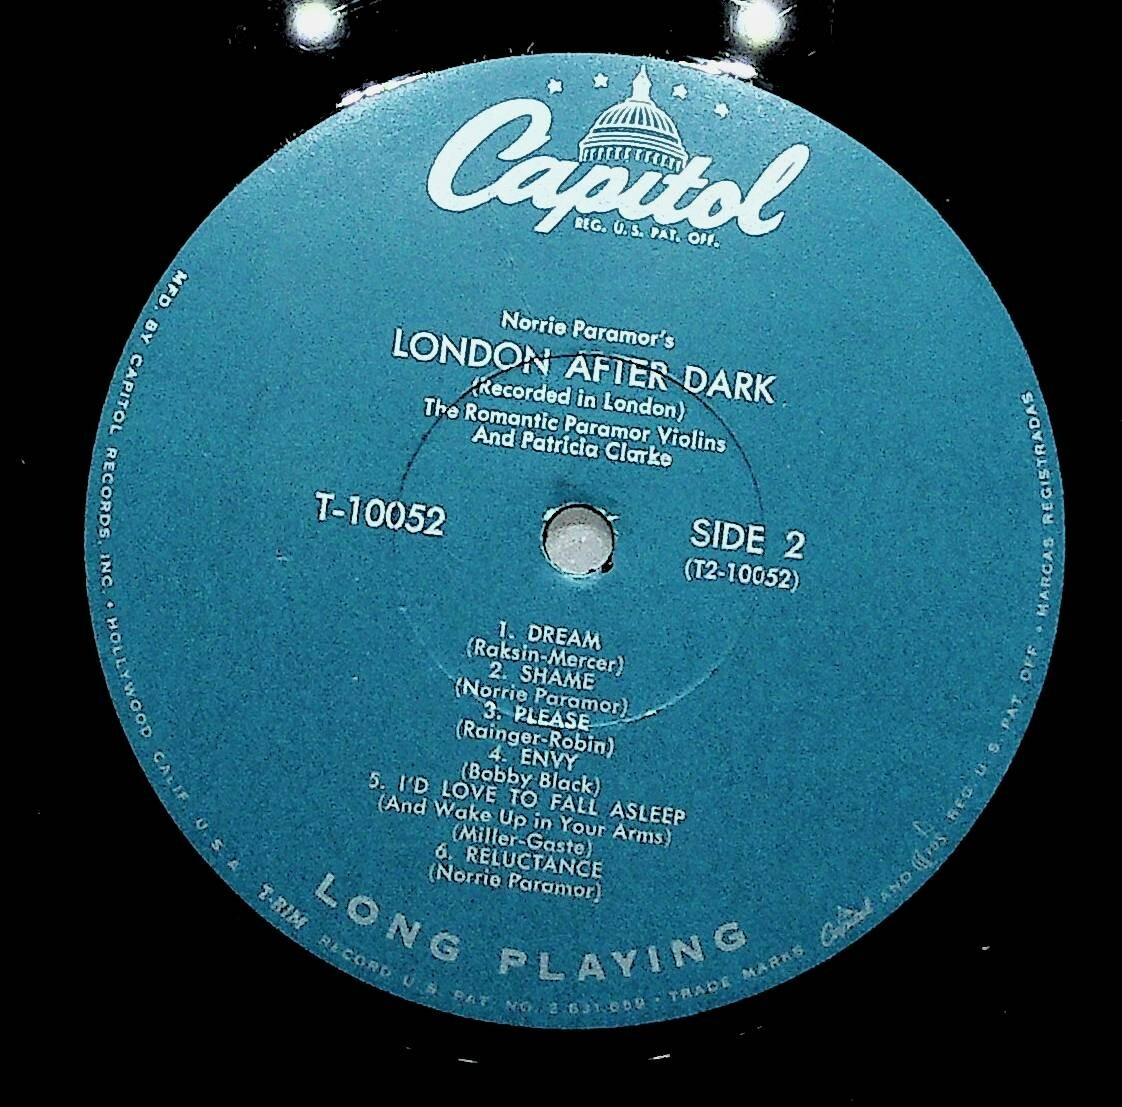 Capitol
REG. U.S. PAT. OFF.
Norrie Paramor's
LONDON AFTER DARK
(Recorded in London)
The Romantic Paramor Violins
And Patricia Clarke
T-10052
SIDE 2
(T2-10052)
1. DREAM
(Raksin-Mercer)
2. SHAME
(Norrie Paramor)
3. PLEASE
(Rainger-Robin)
4. ENVY
(Bobby Black)
5. I'D LOVE TO FALL ASLEEP
(And Wake Up in Your Arms)
(Miller-Gaste)
6. RELUCTANCE
(Norrie Paramor)
LONG PLAYING
MFD. BY CAPITOL RECORDS, INC. • HOLLYWOOD CALIF. U.S.A. T-RIM RECORD U.S. PAT. NO. 2.631.859 • TRADE MARKS Capitol AND REG U.S. PAT. OFF. • MARCAS REGISTRADAS